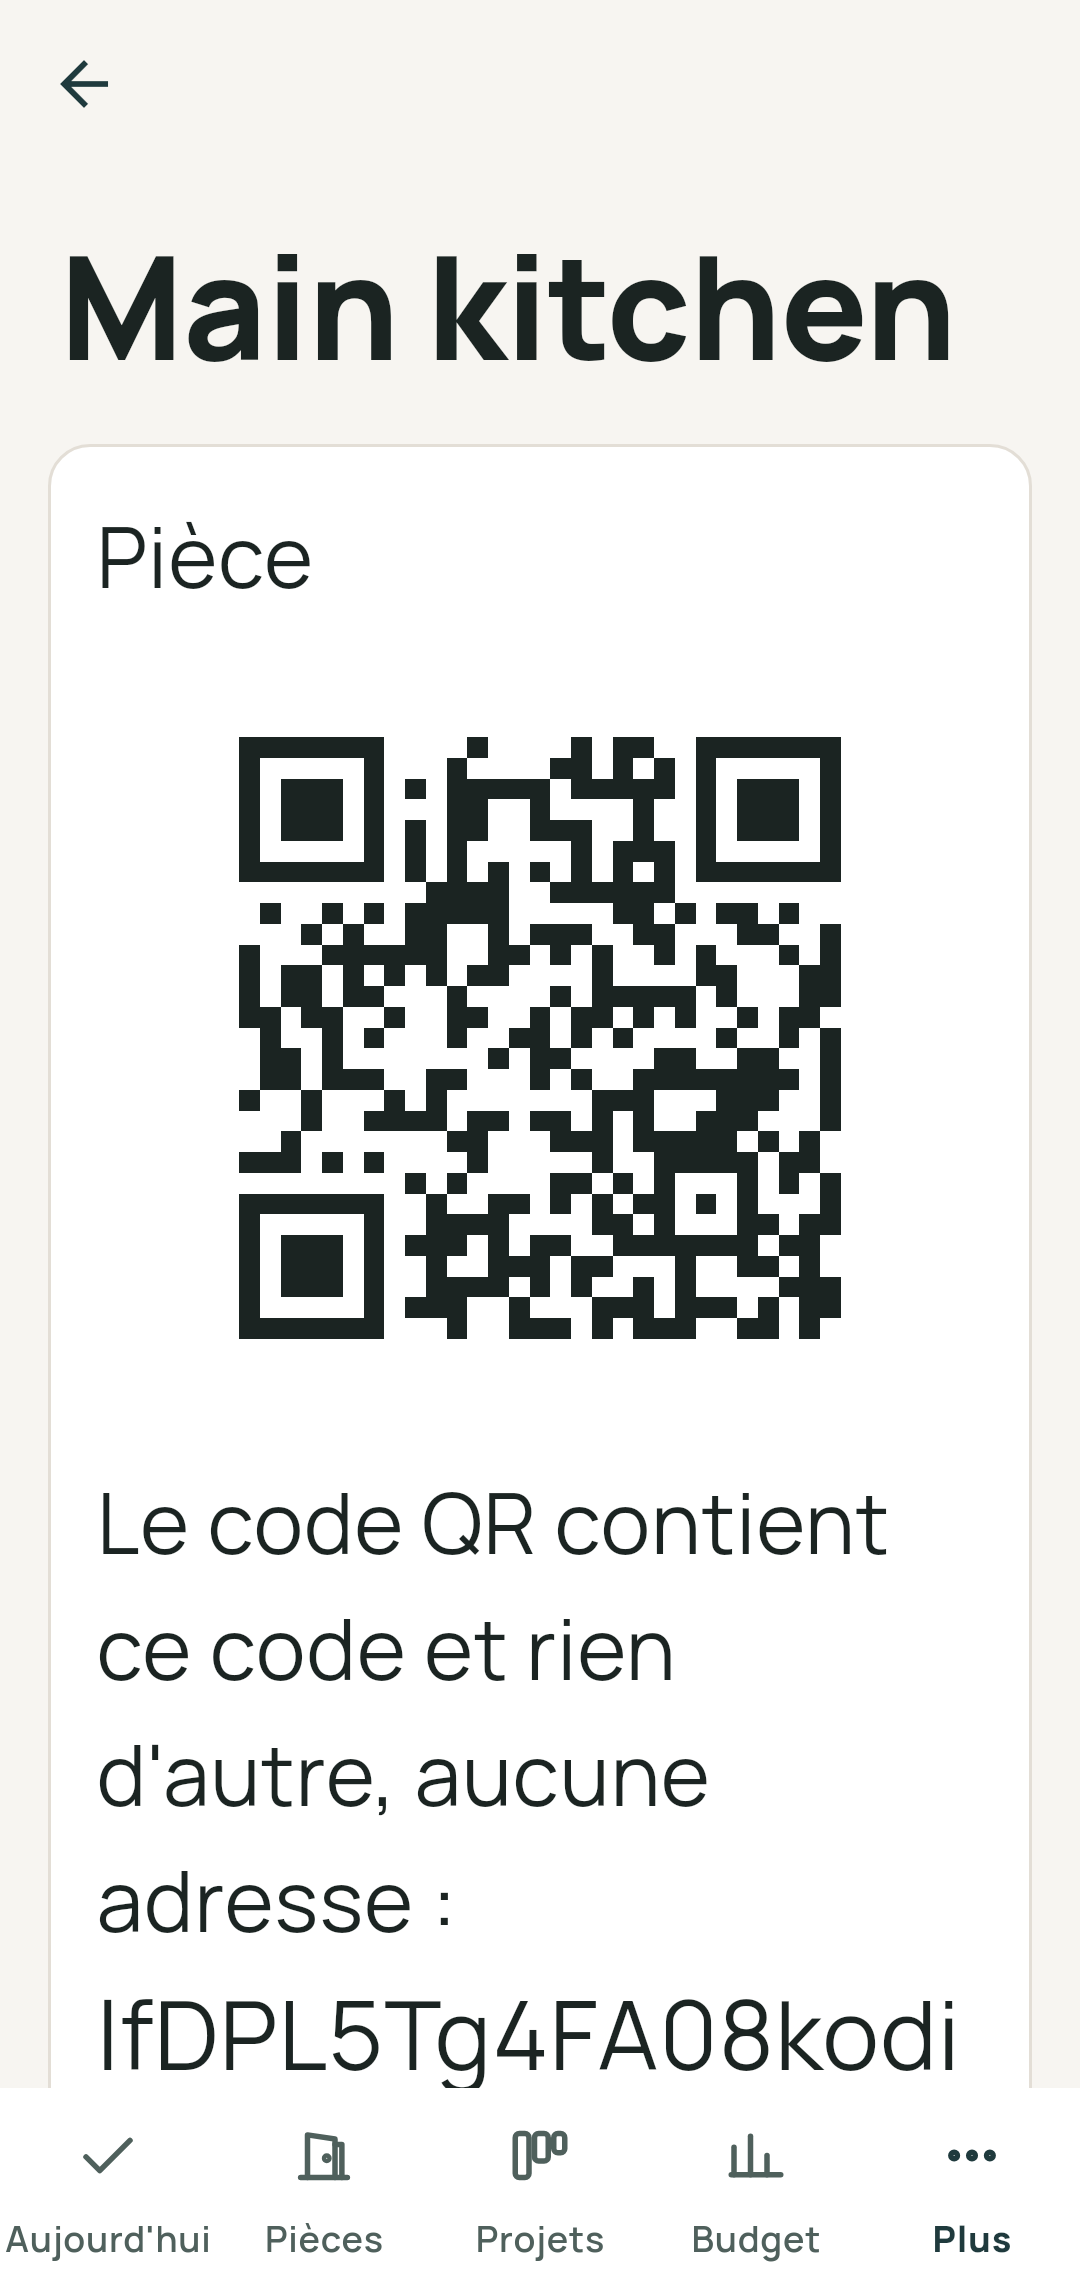 Main kitchen
Pièce
Le code QR contient
ce code et rien
d'autre, aucune
adresse :
lfDPL5Tg4FA08kodi
Aujourd'hui
Pièces
Projets
Budget
Plus